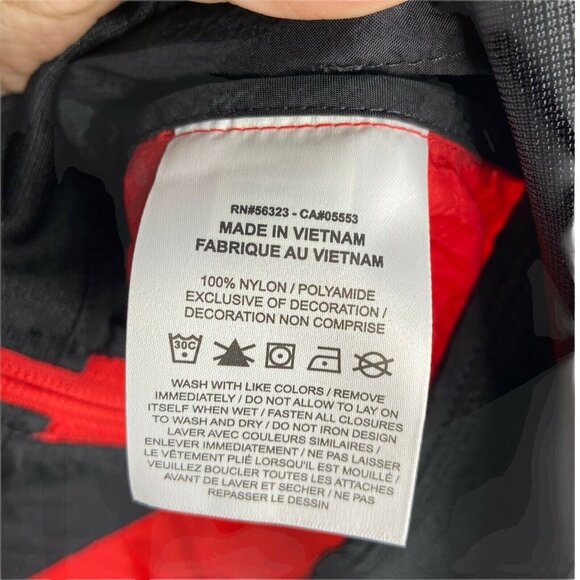 RN#56323 - CA#05553
MADE IN VIETNAM
FABRIQUE AU VIETNAM
100% NYLON / POLYAMIDE
EXCLUSIVE OF DECORATION /
DECORATION NON COMPRISE
30C
WASH WITH LIKE COLORS / REMOVE
IMMEDIATELY / DO NOT ALLOW TO LAY ON
ITSELF WHEN WET / FASTEN ALL CLOSURES
TO WASH AND DRY / DO NOT IRON DESIGN
LAVER AVEC COULEURS SIMILAIRES /
ENLEVER IMMEDIATEMENT / NE PAS LAISSER
LE VÊTEMENT PLIÉ LORSQU'IL EST MOUILLÉ /
VEUILLEZ BOUCLER TOUTES LES ATTACHES
AVANT DE LAVER ET SECHER / NE PAS
REPASSER LE DESSIN